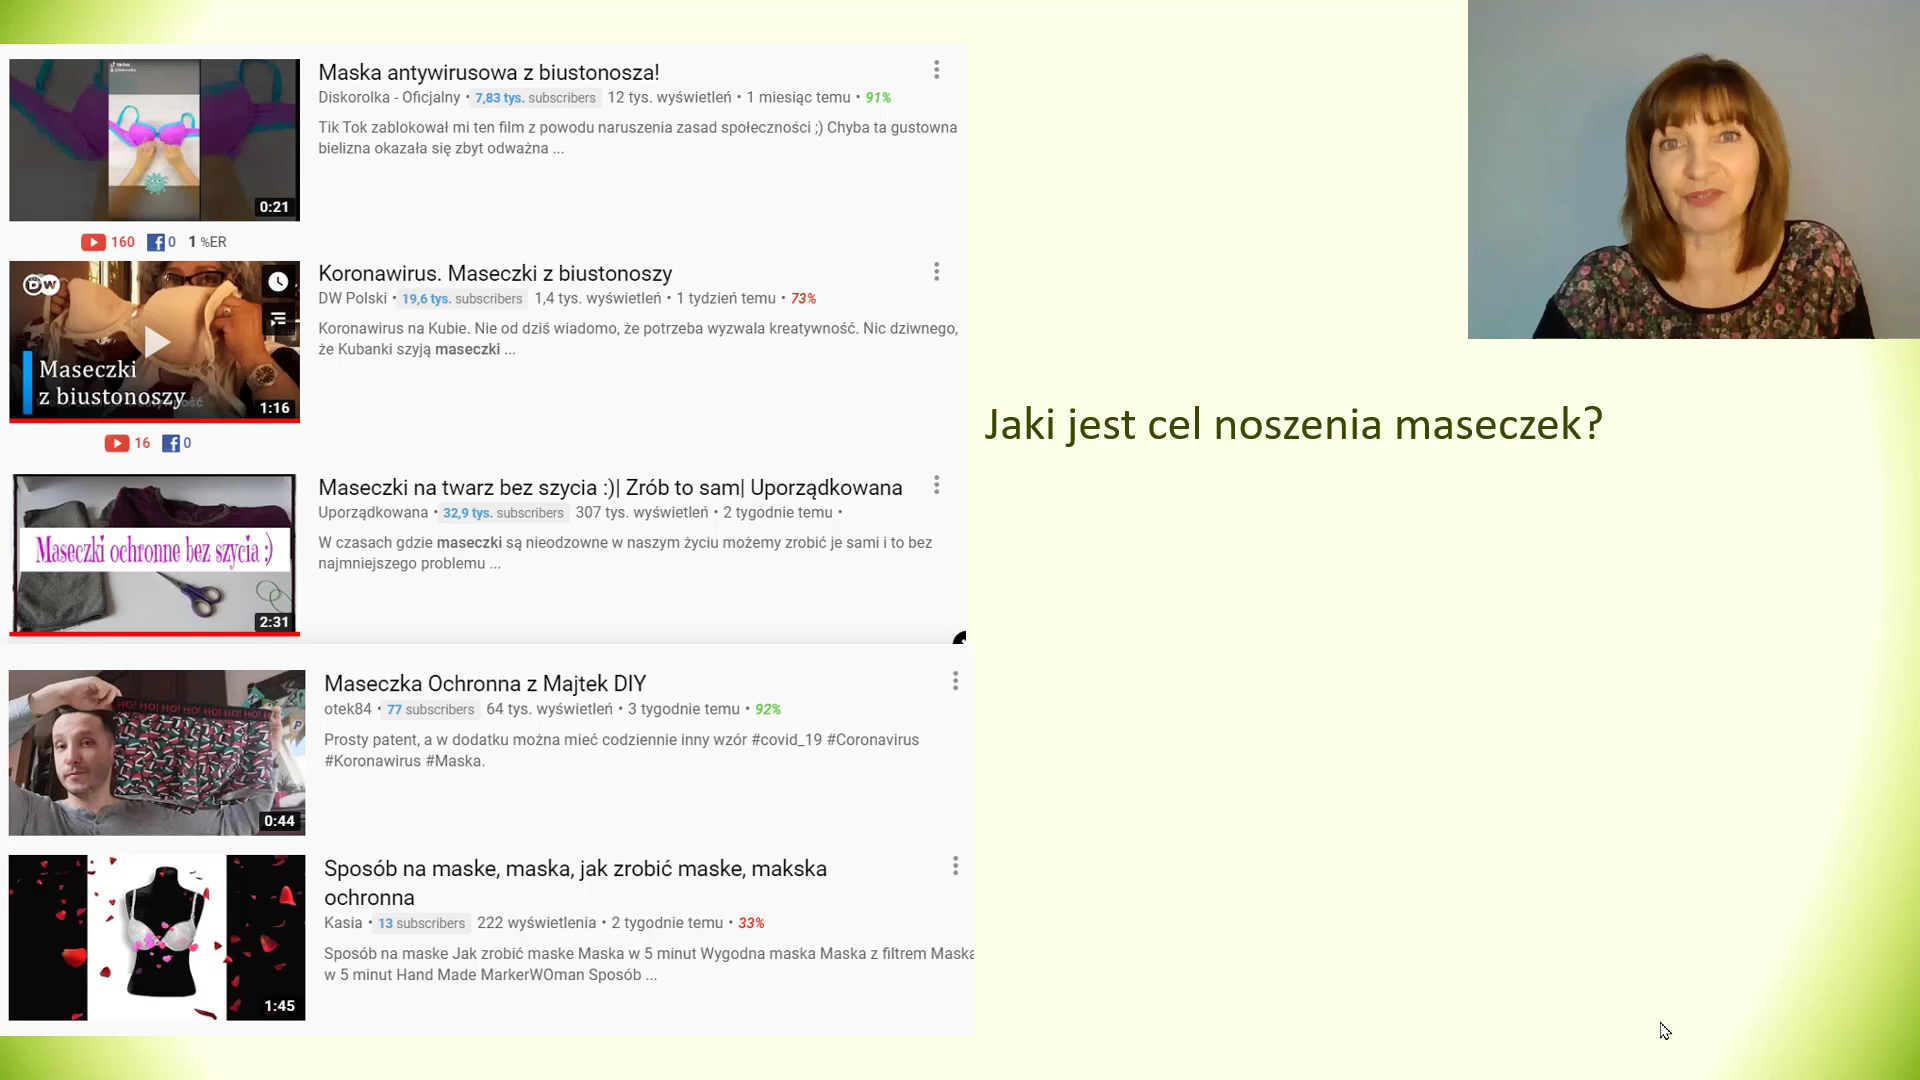 Maska antywirusowa z biustonosza!
Diskorolka - Oficjalny • 7,83 tys. subscribers 12 tys. wyświetleń • 1 miesiąc temu • 91%
Tik Tok zablokował mi ten film z powodu naruszenia zasad społeczności ;) Chyba ta gustowna
bielizna okazała się zbyt odważna ...
0:21
160 0 1 %ER
Koronawirus. Maseczki z biustonoszy
DW Polski • 19,6 tys. subscribers 1,4 tys. wyświetleń • 1 tydzień temu • 73%
Koronawirus na Kubie. Nie od dziś wiadomo, że potrzeba wyzwala kreatywność. Nic dziwnego,
że Kubanki szyją maseczki ...
DW
Maseczki
z biustonoszy
1:16
16 0
Jaki jest cel noszenia maseczek?
Maseczki na twarz bez szycia :)| Zrób to sam| Uporządkowana
Uporządkowana • 32,9 tys. subscribers 307 tys. wyświetleń • 2 tygodnie temu •
W czasach gdzie maseczki są nieodzowne w naszym życiu możemy zrobić je sami i to bez
najmniejszego problemu ...
Maseczki ochronne bez szycia :)
2:31
Maseczka Ochronna z Majtek DIY
otek84 • 77 subscribers 64 tys. wyświetleń • 3 tygodnie temu • 92%
Prosty patent, a w dodatku można mieć codziennie inny wzór #covid_19 #Coronavirus
#Koronawirus #Maska.
HO! HO! HO! HO! HO! HO!
0:44
Sposób na maske, maska, jak zrobić maske, makska
ochronna
Kasia • 13 subscribers 222 wyświetlenia • 2 tygodnie temu • 33%
Sposób na maske Jak zrobić maske Maska w 5 minut Wygodna maska Maska z filtrem Maska
w 5 minut Hand Made MarkerWOman Sposób ...
1:45